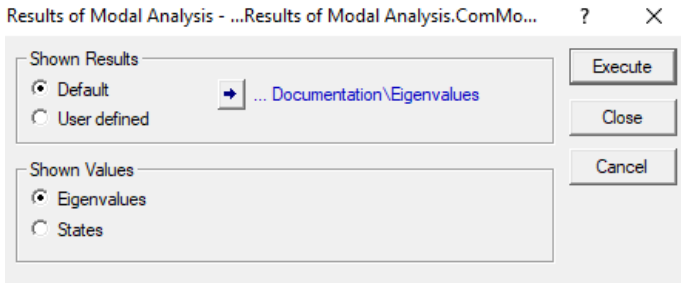 Results of Modal Analysis - ...Results of Modal Analysis.ComMo... ? ×
Shown Results
Default
... Documentation\Eigenvalues
User defined
Shown Values
Eigenvalues
States
Execute
Close
Cancel